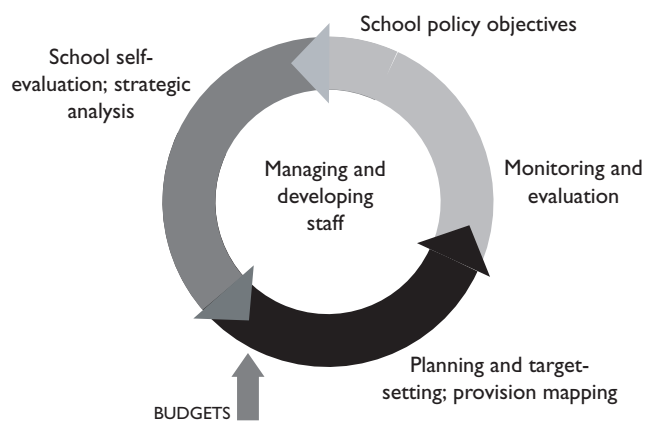 School policy objectives
School self-
evaluation; strategic
analysis
Managing and
developing
staff
Monitoring and
evaluation
Planning and target-
setting; provision mapping
BUDGETS